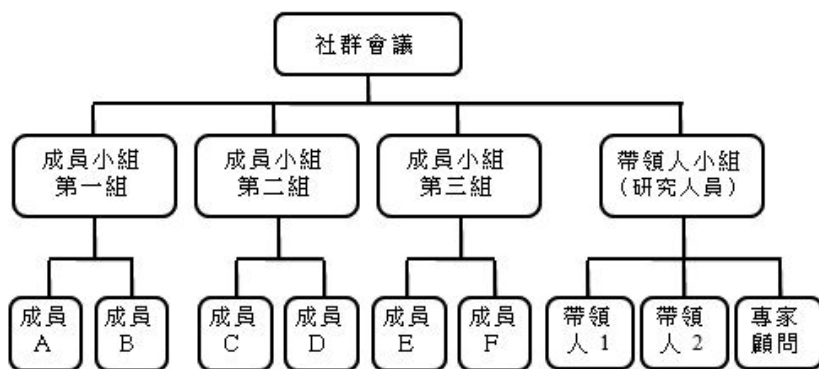 社群會議
成員小組
第一組
成員小組
第二組
成員小組
第三組
帶領人小組
(研究人員)
成員
A
成員
B
成員
C
成員
D
成員
E
成員
F
帶領
人 1
帶領
人 2
專家
顧問